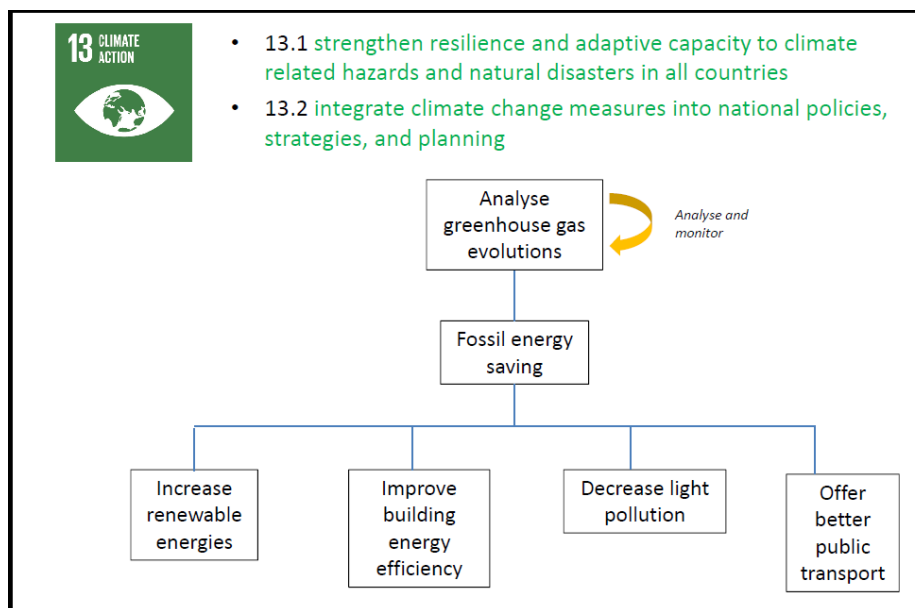 13 CLIMATE
ACTION
• 13.1 strengthen resilience and adaptive capacity to climate
related hazards and natural disasters in all countries
• 13.2 integrate climate change measures into national policies,
strategies, and planning
Analyse
greenhouse gas
evolutions
Analyse and
monitor
Fossil energy
saving
Increase
renewable
energies
Improve
building
energy
efficiency
Decrease light
pollution
Offer
better
public
transport